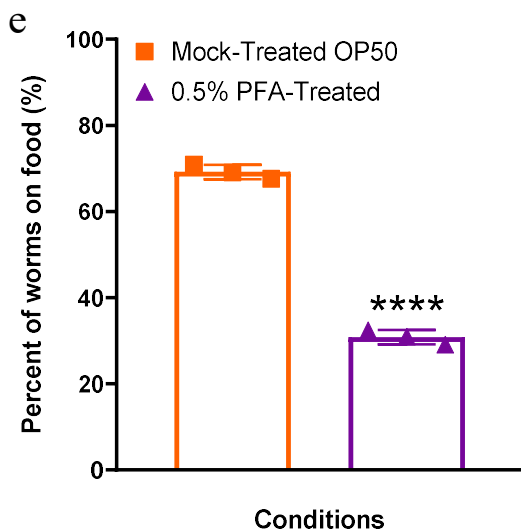 e
Percent of worms on food (%)
100
80
60
40
20
0
Mock-Treated OP50
0.5% PFA-Treated
****
Conditions